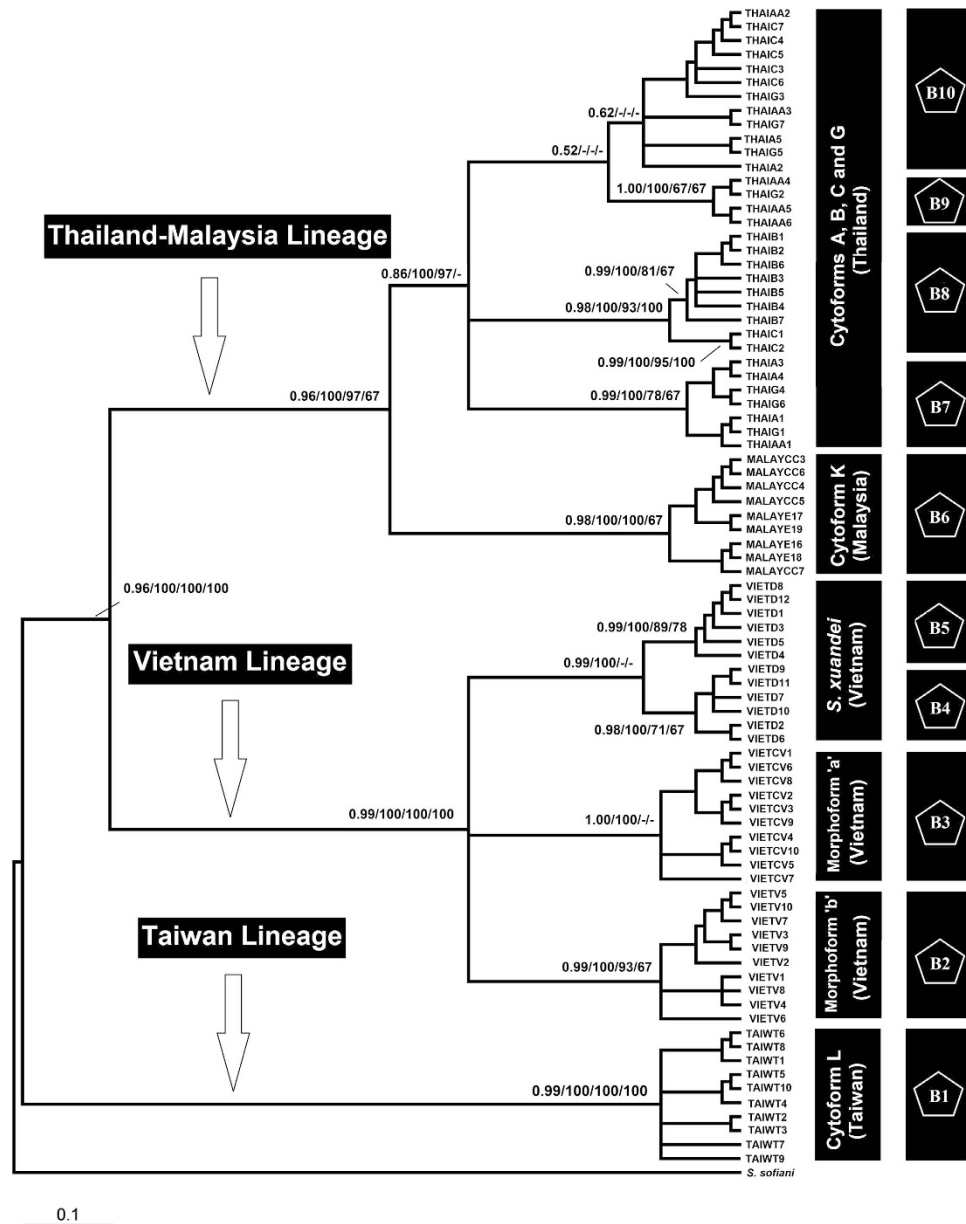 THAIAA2
THAIC7
THAIC4
THAIC5
THAIC3
THAIC6
THAIG3
THAIAA3
THAIG7
THAIA5
THAIG5
THAIA2
THAIAA4
THAIG2
THAIAA5
THAIAA6
THAIB1
THAIB2
THAIB6
THAIB3
THAIB5
THAIB4
THAIB7
THAIC1
THAIC2
THAIA3
THAIA4
THAIG4
THAIG6
THAIA1
THAIG1
THAIAA1
MALAYCC3
MALAYCC6
MALAYCC4
MALAYCC5
MALAYE17
MALAYE19
MALAYE16
MALAYE18
MALAYCC7
VIETD8
VIETD12
VIETD1
VIETD3
VIETD5
VIETD4
VIETD9
VIETD11
VIETD7
VIETD10
VIETD2
VIETD6
VIETCV1
VIETCV6
VIETCV8
VIETCV2
VIETCV3
VIETCV9
VIETCV4
VIETCV10
VIETCV5
VIETCV7
VIETV5
VIETV10
VIETV7
VIETV3
VIETV9
VIETV2
VIETV1
VIETV8
VIETV4
VIETV6
TAIWT6
TAIWT8
TAIWT1
TAIWT5
TAIWT10
TAIWT4
TAIWT2
TAIWT3
TAIWT7
TAIWT9
S. sofiani
0.62/-/-/-
0.52/-/-/-
1.00/100/67/67
Thailand-Malaysia Lineage
0.86/100/97/-
0.99/100/81/67
0.98/100/93/100
0.99/100/95/100
0.96/100/97/67
0.99/100/78/67
0.98/100/100/67
0.96/100/100/100
Vietnam Lineage
0.99/100/89/78
0.99/100/-/-
0.98/100/71/67
0.99/100/100/100
1.00/100/-/-
Taiwan Lineage
0.99/100/93/67
0.99/100/100/100
0.1
Cytoforms A, B, C and G
(Thailand)
Cytoform K
(Malaysia)
S. xuandei
(Vietnam)
Morphoform 'a'
(Vietnam)
Morphoform 'b'
(Vietnam)
Cytoform L
(Taiwan)
B10
B9
B8
B7
B6
B5
B4
B3
B2
B1